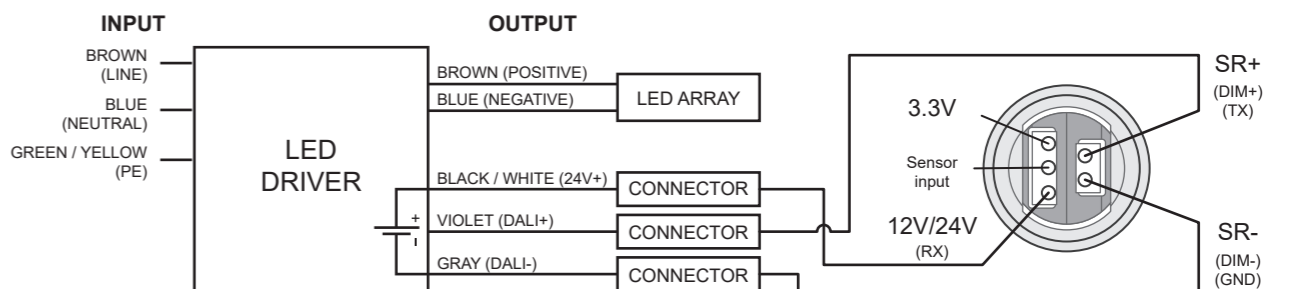 INPUT
OUTPUT
BROWN
(LINE)
BLUE
(NEUTRAL)
GREEN / YELLOW
(PE)
LED
DRIVER
BROWN (POSITIVE)
BLUE (NEGATIVE)
LED ARRAY
BLACK / WHITE (24V+)
CONNECTOR
+
VIOLET (DALI+)
CONNECTOR
-
GRAY (DALI-)
CONNECTOR
3.3V
Sensor
input
12V/24V
(RX)
SR+
(DIM+)
(TX)
SR-
(DIM-)
(GND)